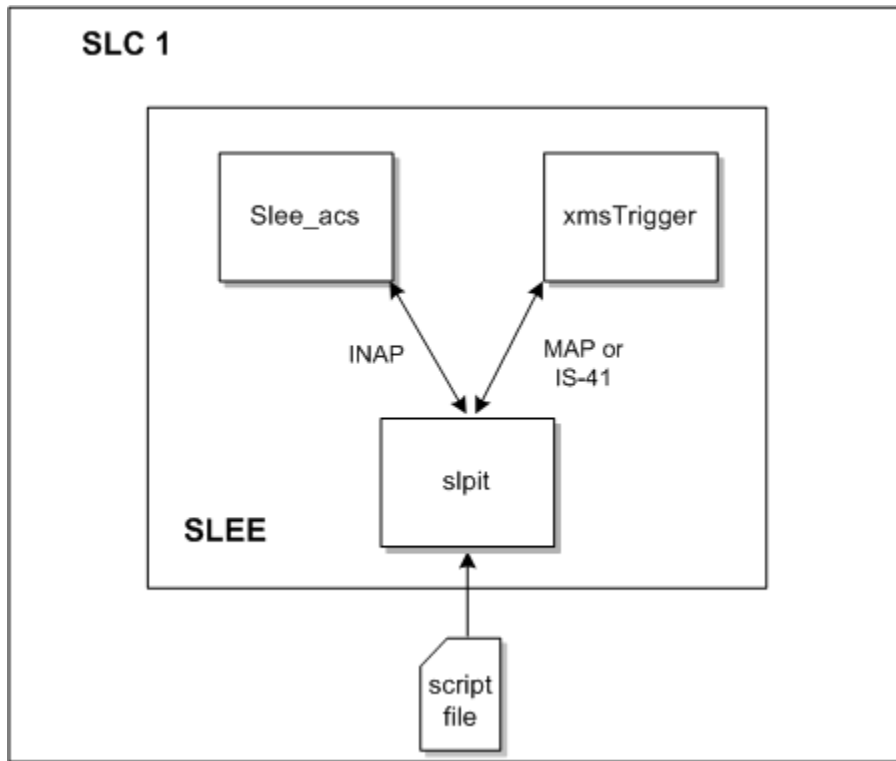 SLC 1
Slee_acs
xmsTrigger
INAP
MAP or
IS-41
slpit
SLEE
script
file